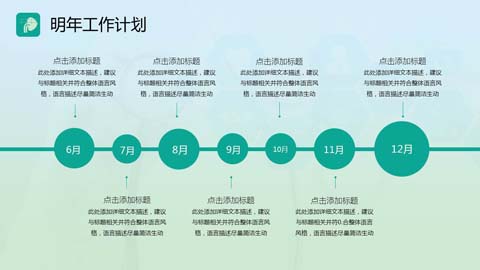 明年工作计划
点击添加标题
此处添加详细文本描述，建议
与标题相关并符合整体语言风
格，语言描述尽量简洁生动
点击添加标题
此处添加详细文本描述，建议
与标题相关并符合整体语言风
格，语言描述尽量简洁生动
点击添加标题
此处添加详细文本描述，建议
与标题相关并符合整体语言风
格，语言描述尽量简洁生动
点击添加标题
此处添加详细文本描述，建议
与标题相关并符合整体语言风
格，语言描述尽量简洁生动
6月
7月
8月
9月
10月
11月
12月
点击添加标题
此处添加详细文本描述，建议
与标题相关并符合整体语言风
格，语言描述尽量简洁生动
点击添加标题
此处添加详细文本描述，建议
与标题相关并符合整体语言风
格，语言描述尽量简洁生动
点击添加标题
此处添加详细文本描述，建议
与标题相关并符0.合整体语言
风格，语言描述尽量简洁生动